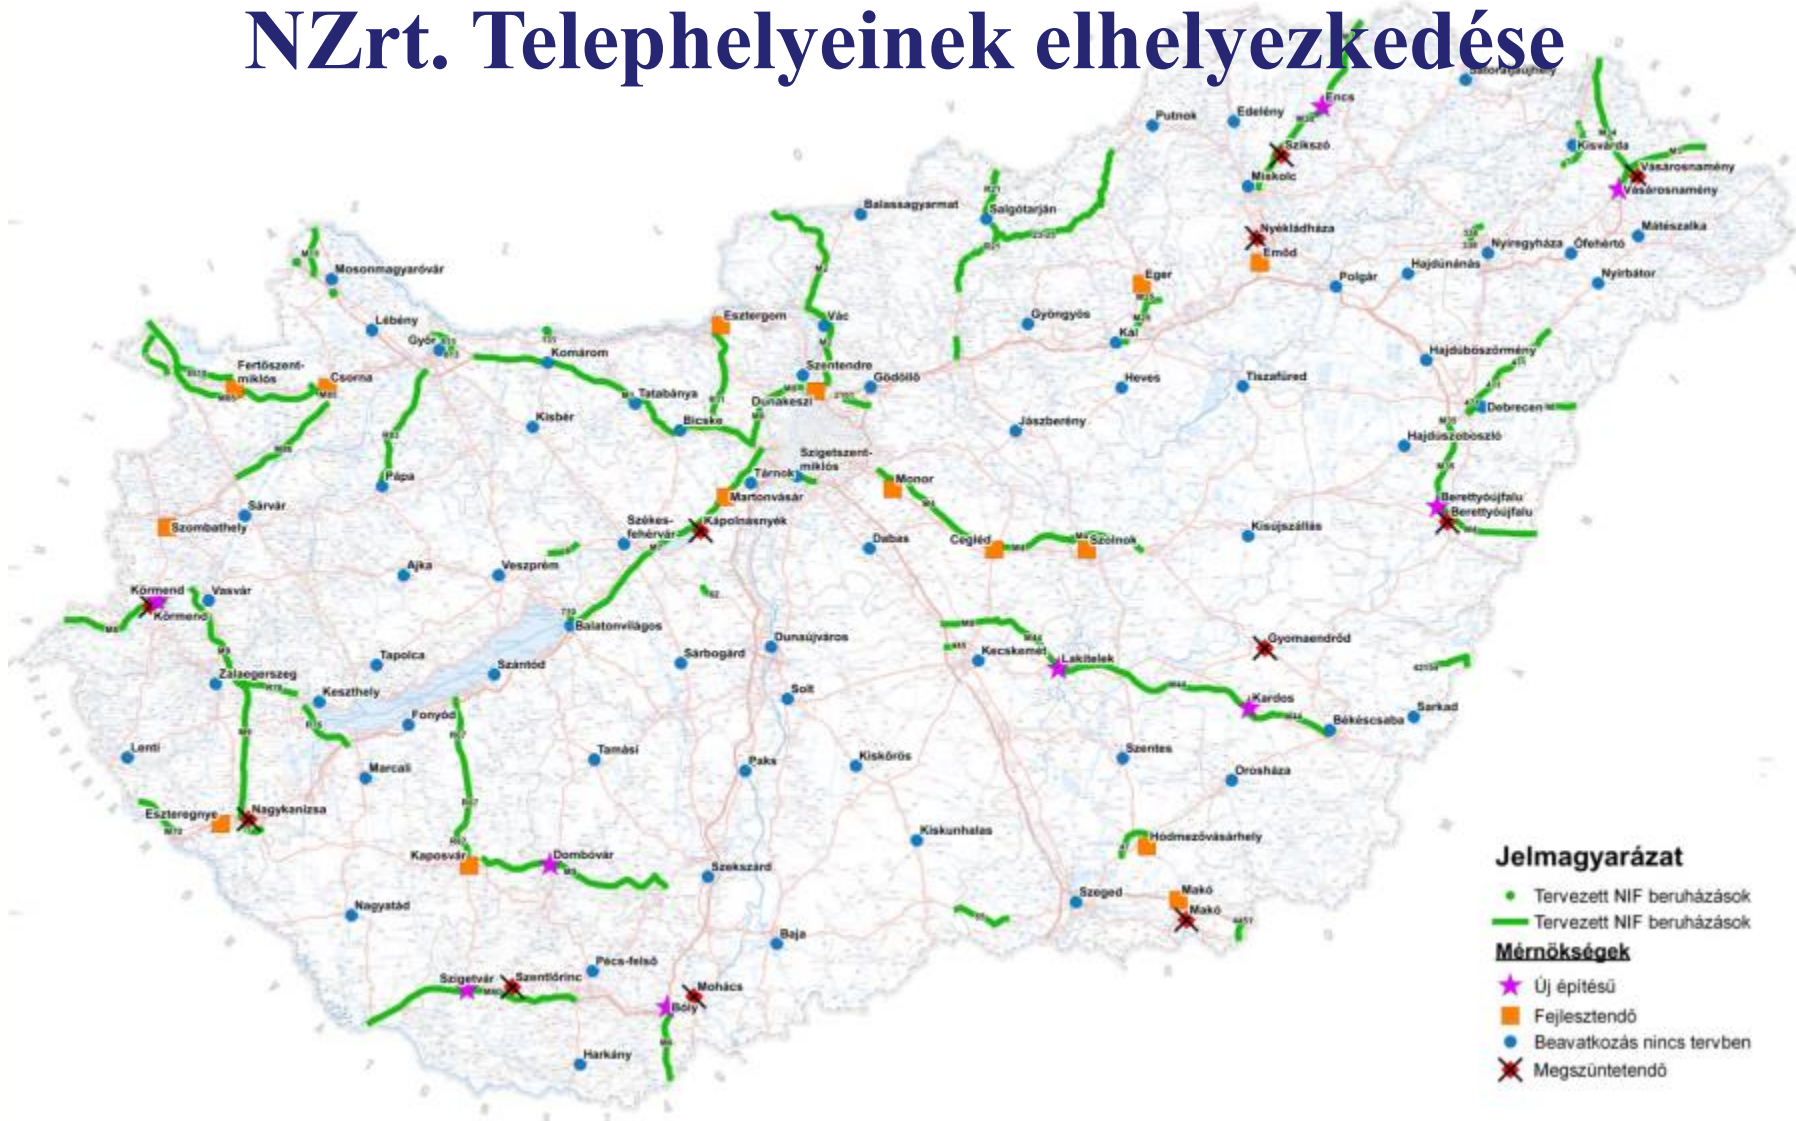 NZrt. Telephelyeinek elhelyezkedése
Sátoraljaújhely
Encs
Putnok
Edelény
Szikszó
Miskolc
Kisvárda
Vásárosnamény
Vásárosnamény
Mátészalka
Balassagyarmat
Salgótarján
R21
Nyékládháza
Emőd
Nyíregyháza
Ófehértó
Hajdúnánás
Nyírbátor
Polgár
Eger
Mosonmagyaróvár
Lébény
Győr
Komárom
Esztergom
Vác
M2
Gyöngyös
Kál
Szentendre
Dunakeszi
Gödöllő
Heves
Tiszafüred
Hajdúböszörmény
Debrecen
Hajdúszoboszló
Fertőszent-
miklós
Csorna
Tatabánya
Bicske
Kisbér
Jászberény
Pápa
Sárvár
Szombathely
Szigetszent-
miklós
Tárnok
Martonvásár
Monor
Székes-
fehérvár
Kápolnásnyék
Dabas
Cegléd
Szolnok
Kisújszállás
Berettyóújfalu
Berettyóújfalu
Ajka
Veszprém
Körmend
Körmend
Vasvár
Balatonvilágos
Dunaújváros
Sárbogárd
Kecskemét
Lakitelek
Gyomaendrőd
Tapolca
Szántód
Zalaegerszeg
Keszthely
Fonyód
Solt
Kardos
Békéscsaba
Sarkad
Lenti
Marcali
Tamási
Paks
Kiskőrös
Szentes
Orosháza
Eszteregnye
Nagykanizsa
Kaposvár
Dombóvár
Szekszárd
Kiskunhalas
Hódmezővásárhely
Szeged
Makó
Makó
Nagyatád
Baja
Pécs-felső
Szigetvár
Szentlőrinc
Mohács
Bóly
Harkány
Jelmagyarázat
Tervezett NIF beruházások
Tervezett NIF beruházások
Mérnökségek
Új építésű
Fejlesztendő
Beavatkozás nincs tervben
Megszüntetendő